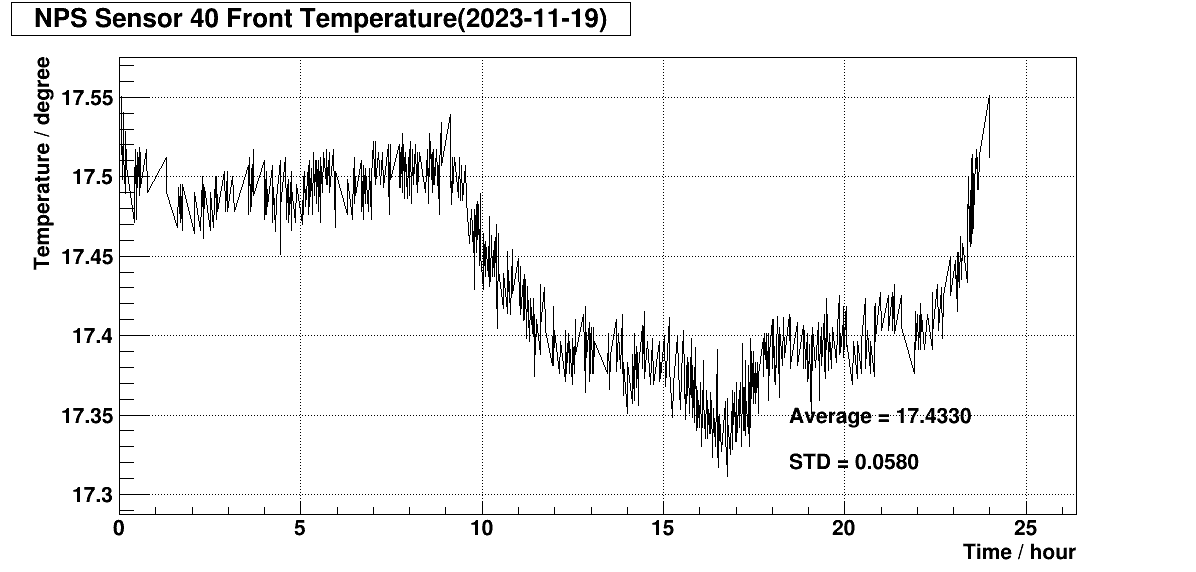 NPS Sensor 40 Front Temperature(2023-11-19)
Temperature / degree
17.55
17.5
17.45
17.4
17.35
17.3
Average = 17.4330
STD = 0.0580
0 5 10 15 20 25
Time / hour